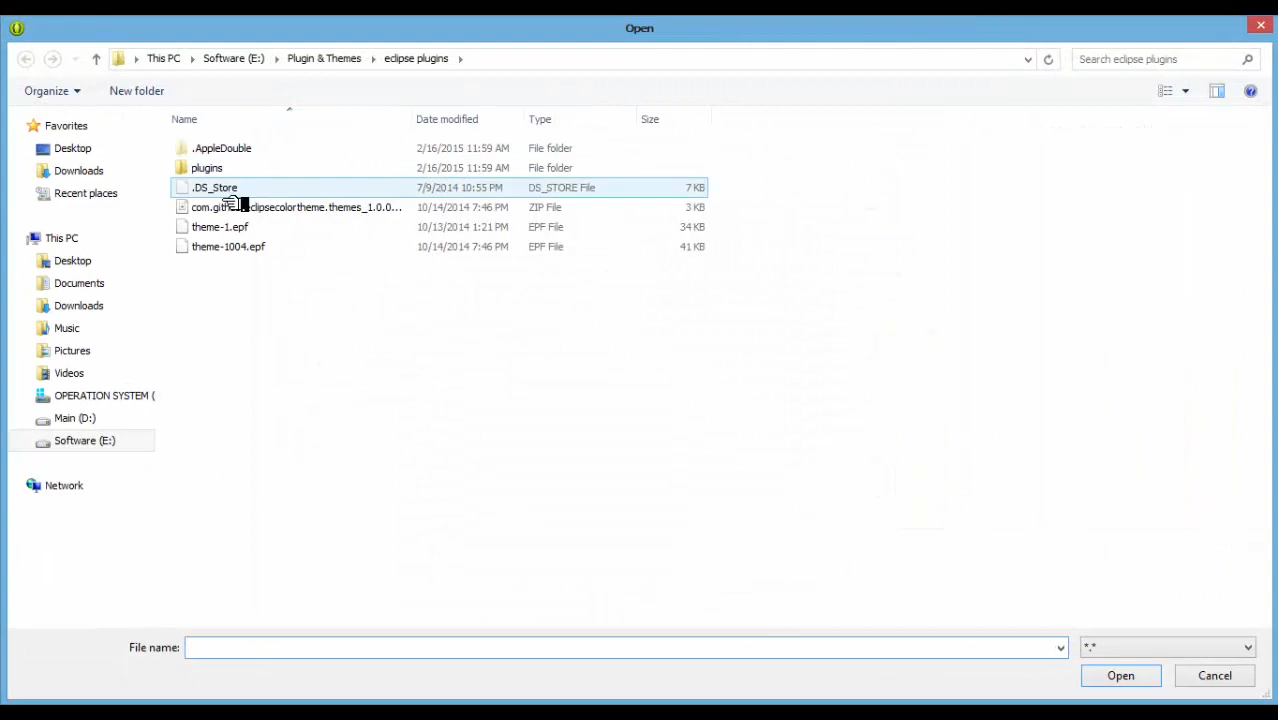 Open
This PC Software (E:) Plugin & Themes eclipse plugins
Search eclipse plugins
Organize New folder
Name Date modified Type Size
Favorites
Desktop
Downloads
Recent places
This PC
Desktop
Documents
Downloads
Music
Pictures
Videos
OPERATION SYSTEM (
Main (D:)
Software (E:)
Network
.AppleDouble 2/16/2015 11:59 AM File folder
plugins 2/16/2015 11:59 AM File folder
.DS_Store 7/9/2014 10:55 PM DS_STORE File 7 KB
clipsecolortheme.themes_1.0.0... 10/14/2014 7:46 PM ZIP File 3 KB
theme-1.epf 10/13/2014 1:21 PM EPF File 34 KB
theme-1004.epf 10/14/2014 7:46 PM EPF File 41 KB
File name: *.*
Open Cancel